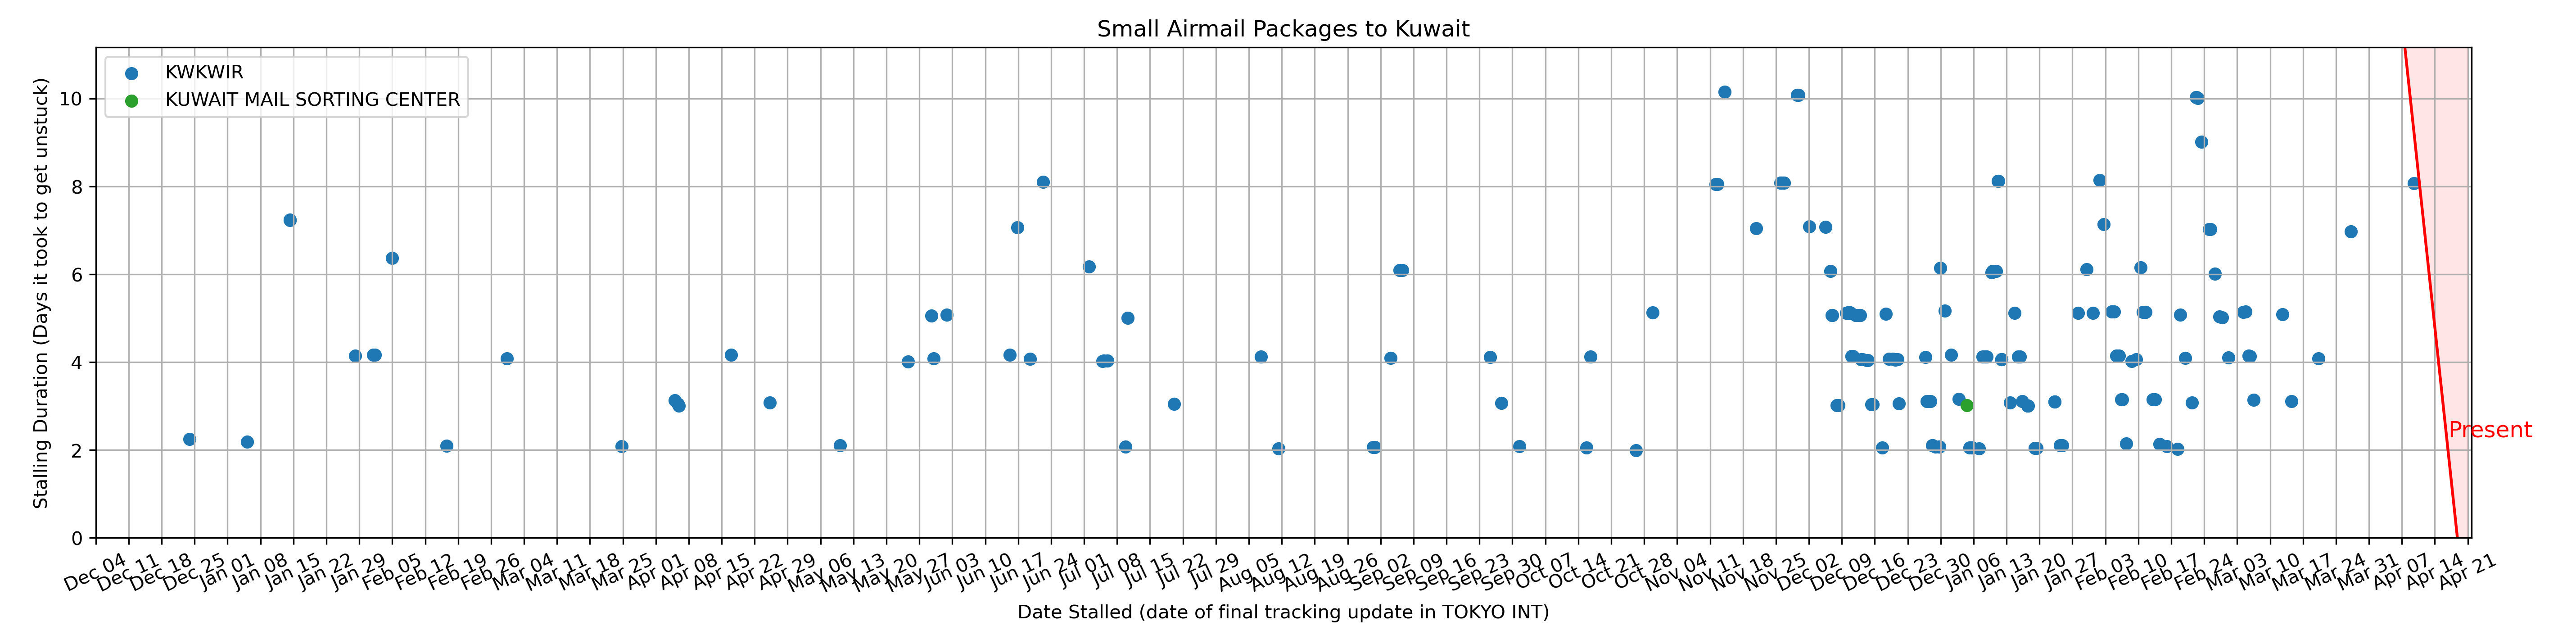 Small Airmail Packages to Kuwait
KWKWIR
KUWAIT MAIL SORTING CENTER
Stalling Duration (Days it took to get unstuck)
10
8
6
4
2
0
Present
Dec 04
Dec 11
Dec 18
Dec 25
Jan 01
Jan 08
Jan 15
Jan 22
Jan 29
Feb 05
Feb 12
Feb 19
Feb 26
Mar 04
Mar 11
Mar 18
Mar 25
Apr 01
Apr 08
Apr 15
Apr 22
Apr 29
May 06
May 13
May 20
May 27
Jun 03
Jun 10
Jun 17
Jun 24
Jul 01
Jul 08
Jul 15
Jul 22
Jul 29
Aug 05
Aug 12
Aug 19
Aug 26
Sep 02
Sep 09
Sep 16
Sep 23
Sep 30
Oct 07
Oct 14
Oct 21
Oct 28
Nov 04
Nov 11
Nov 18
Nov 25
Dec 02
Dec 09
Dec 16
Dec 23
Dec 30
Jan 06
Jan 13
Jan 20
Jan 27
Feb 03
Feb 10
Feb 17
Feb 24
Mar 03
Mar 10
Mar 17
Mar 24
Mar 31
Apr 07
Apr 14
Apr 21
Date Stalled (date of final tracking update in TOKYO INT)